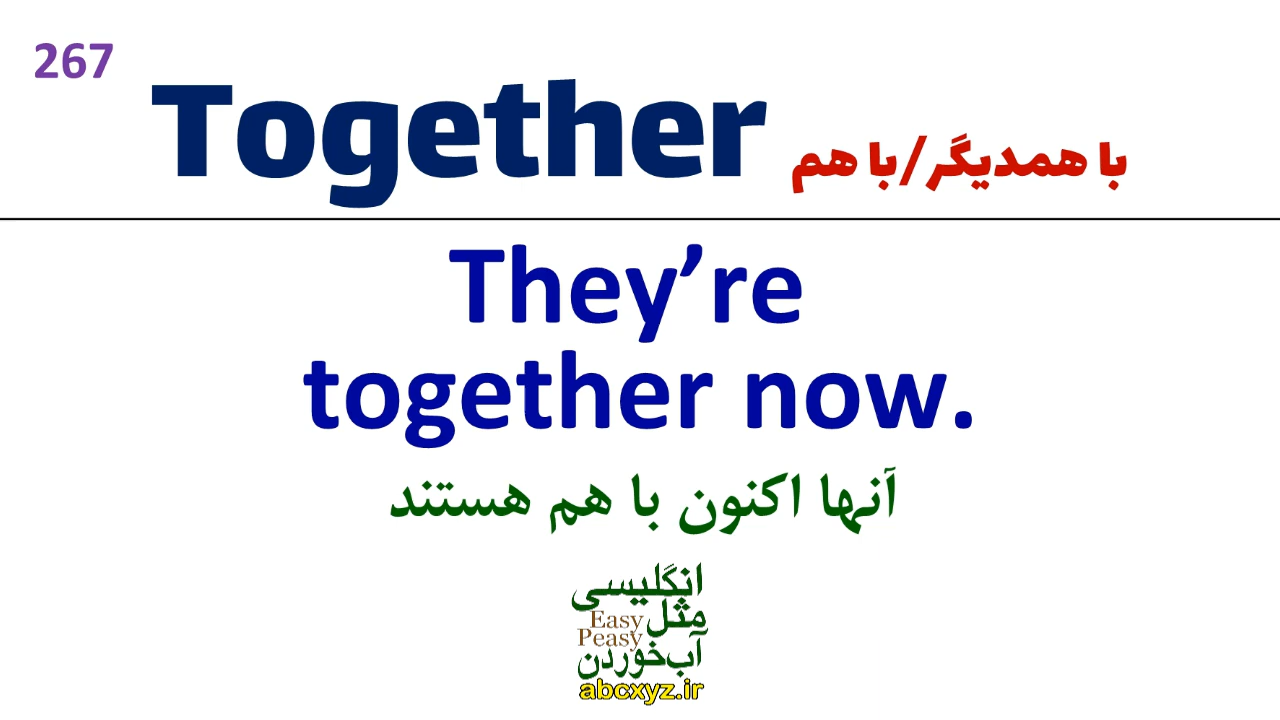 267
Together با همدیگر/با هم
They’re
together now.
آنها اکنون با هم هستند
انگلیسی
مثل Easy
Peasy
آب‌خوردن
abcxyz.ir